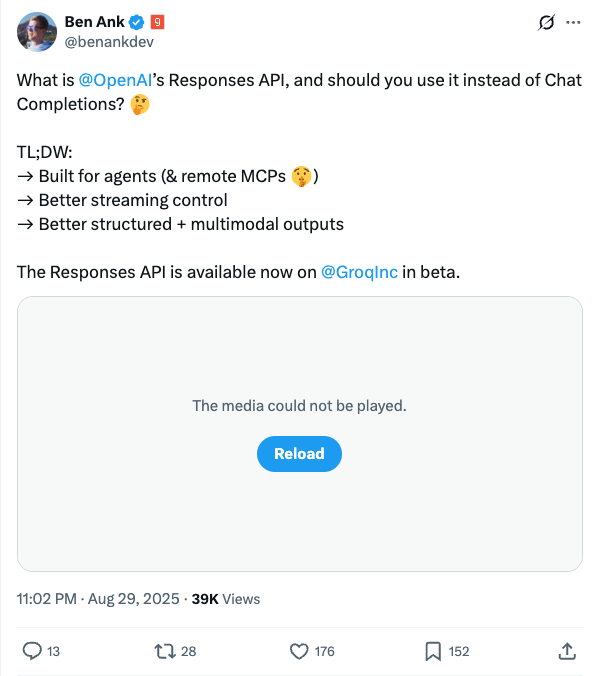 Ben Ank
@benankdev
What is @OpenAI’s Responses API, and should you use it instead of Chat
Completions? 🤔
TL;DW:
→ Built for agents (& remote MCPs 🤫)
→ Better streaming control
→ Better structured + multimodal outputs
The Responses API is available now on @GroqInc in beta.
The media could not be played.
Reload
11:02 PM · Aug 29, 2025 · 39K Views
13 28 176 152